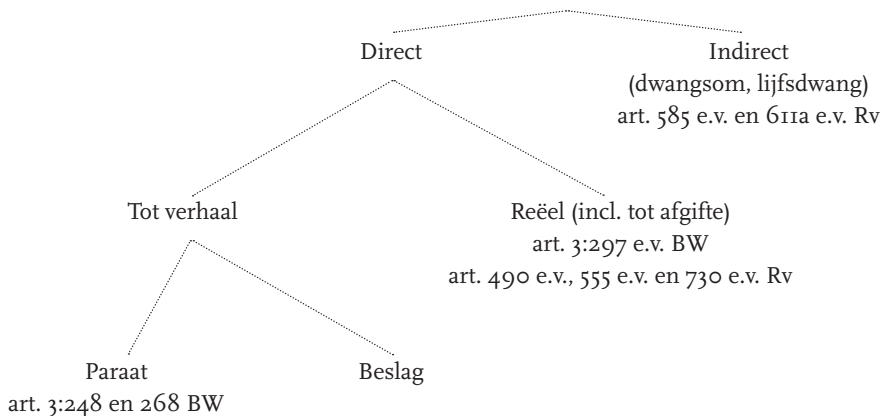 Direct
Indirect
(dwangsom, lijfsdwang)
art. 585 e.v. en 611a e.v. Rv
Tot verhaal
Reëel (incl. tot afgifte)
art. 3:297 e.v. BW
art. 490 e.v., 555 e.v. en 730 e.v. Rv
Paraat
art. 3:248 en 268 BW
Beslag